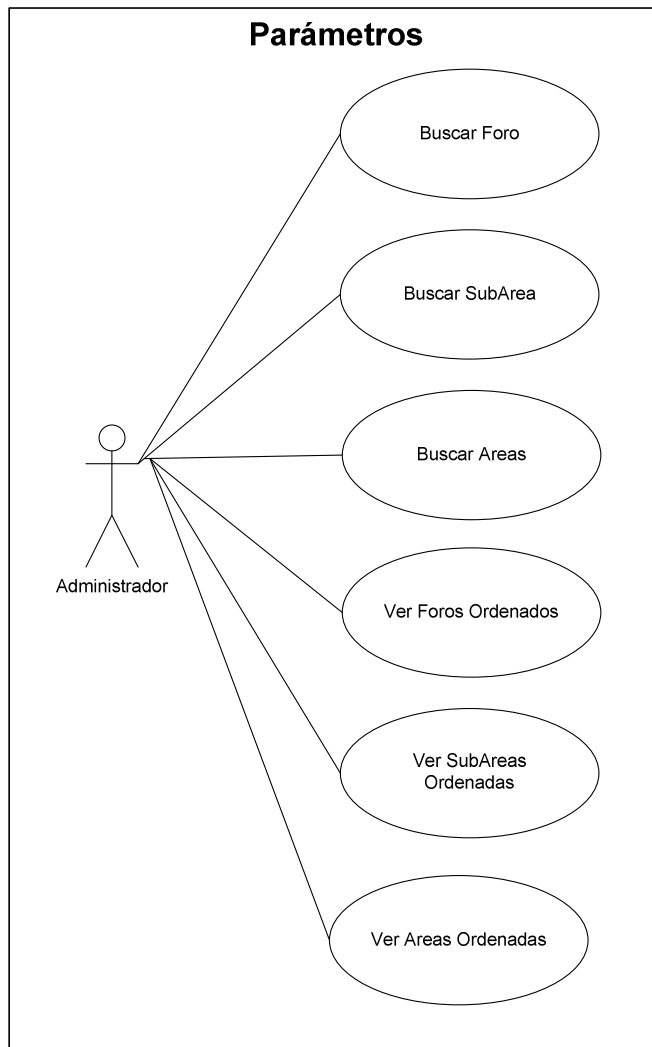 Parámetros
Buscar Foro
Buscar SubArea
Buscar Areas
Administrador
Ver Foros Ordenados
Ver SubAreas
Ordenadas
Ver Areas Ordenadas